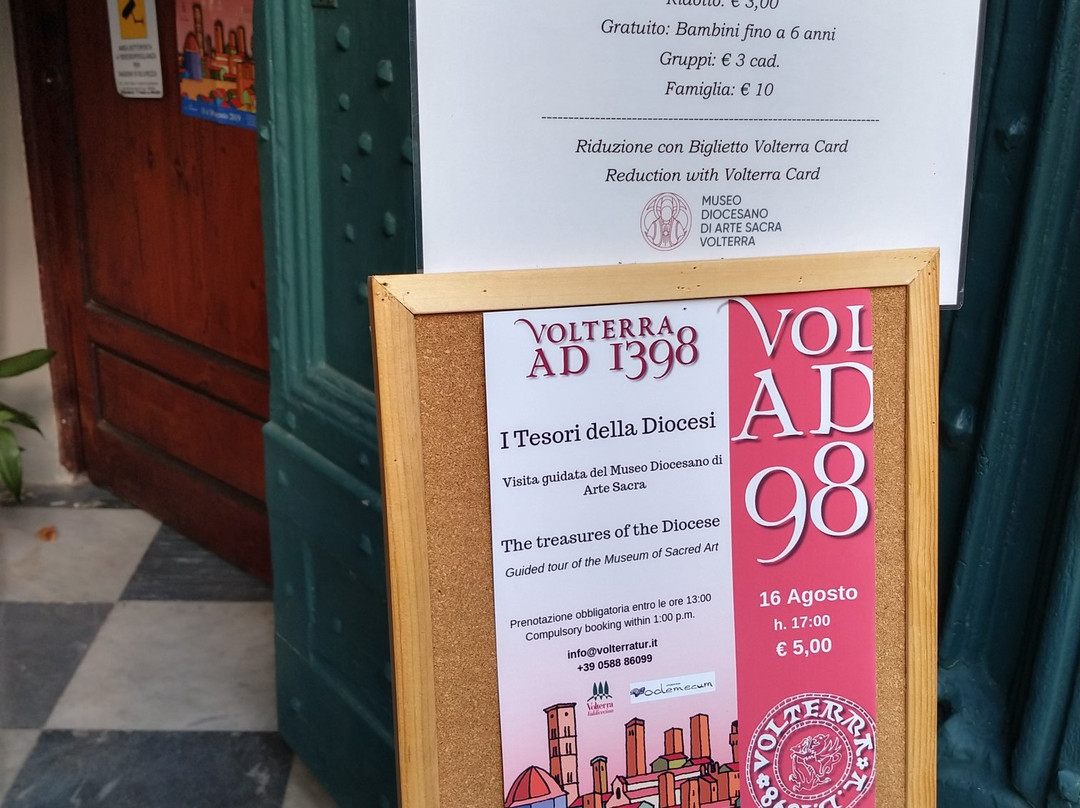 Ridotto: € 3,00
Gratuito: Bambini fino a 6 anni
Gruppi: € 3 cad.
Famiglia: € 10
Riduzione con Biglietto Volterra Card
Reduction with Volterra Card
MUSEO
DIOCESANO
DI ARTE SACRA
VOLTERRA
VOLTERRA
AD 1398
I Tesori della Diocesi
Visita guidata del Museo Diocesano di
Arte Sacra
The treasures of the Diocese
Guided tour of the Museum of Sacred Art
Prenotazione obbligatoria entro le ore 13:00
Compulsory booking within 1:00 p.m.
info@volterratur.it
+39 0588 86099
Volterra
Valdicecina
VOL
AD
98
16 Agosto
h. 17:00
€ 5,00
VOLTERRA